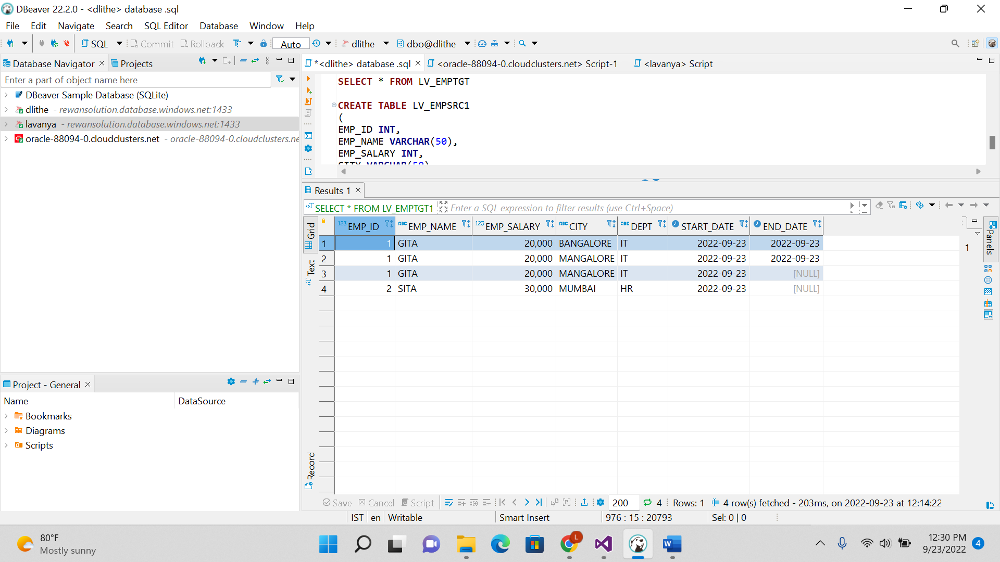 DBeaver 22.2.0 - <dlithe> database .sql
File Edit Navigate Search SQL Editor Database Window Help
SQL Commit Rollback Auto dlithe dbo@dlithe
Database Navigator Projects
Enter a part of object name here
DBeaver Sample Database (SQLite)
dlithe - rewansolution.database.windows.net:1433
lavanya - rewansolution.database.windows.net:1433
oracle-88094-0.cloudclusters.net - oracle-88094-0.cloudclusters.ne
*<dlithe> database .sql <oracle-88094-0.cloudclusters.net> Script-1 <lavanya> Script
SELECT * FROM LV_EMPTGT
CREATE TABLE LV_EMPSRC1
(
EMP_ID INT,
EMP_NAME VARCHAR(50),
EMP_SALARY INT,
CITY VARCHAR(50)
Results 1
SELECT * FROM LV_EMPTGT1 Enter a SQL expression to filter results (use Ctrl+Space)
Grid
Text
Record
123 EMP_ID ABC EMP_NAME 123 EMP_SALARY ABC CITY ABC DEPT START_DATE END_DATE
1 1 GITA 20,000 BANGALORE IT 2022-09-23 2022-09-23
2 1 GITA 20,000 MANGALORE IT 2022-09-23 2022-09-23
3 1 GITA 20,000 MANGALORE IT 2022-09-23 [NULL]
4 2 SITA 30,000 MUMBAI HR 2022-09-23 [NULL]
1
Panels
Save Cancel Script 200 4 Rows: 1 4 row(s) fetched - 203ms, on 2022-09-23 at 12:14:22
IST en Writable Smart Insert 976 : 15 : 20793 Sel: 0 | 0
Project - General
Name DataSource
Bookmarks
Diagrams
Scripts
80°F
Mostly sunny
L
W
12:30 PM
9/23/2022
4